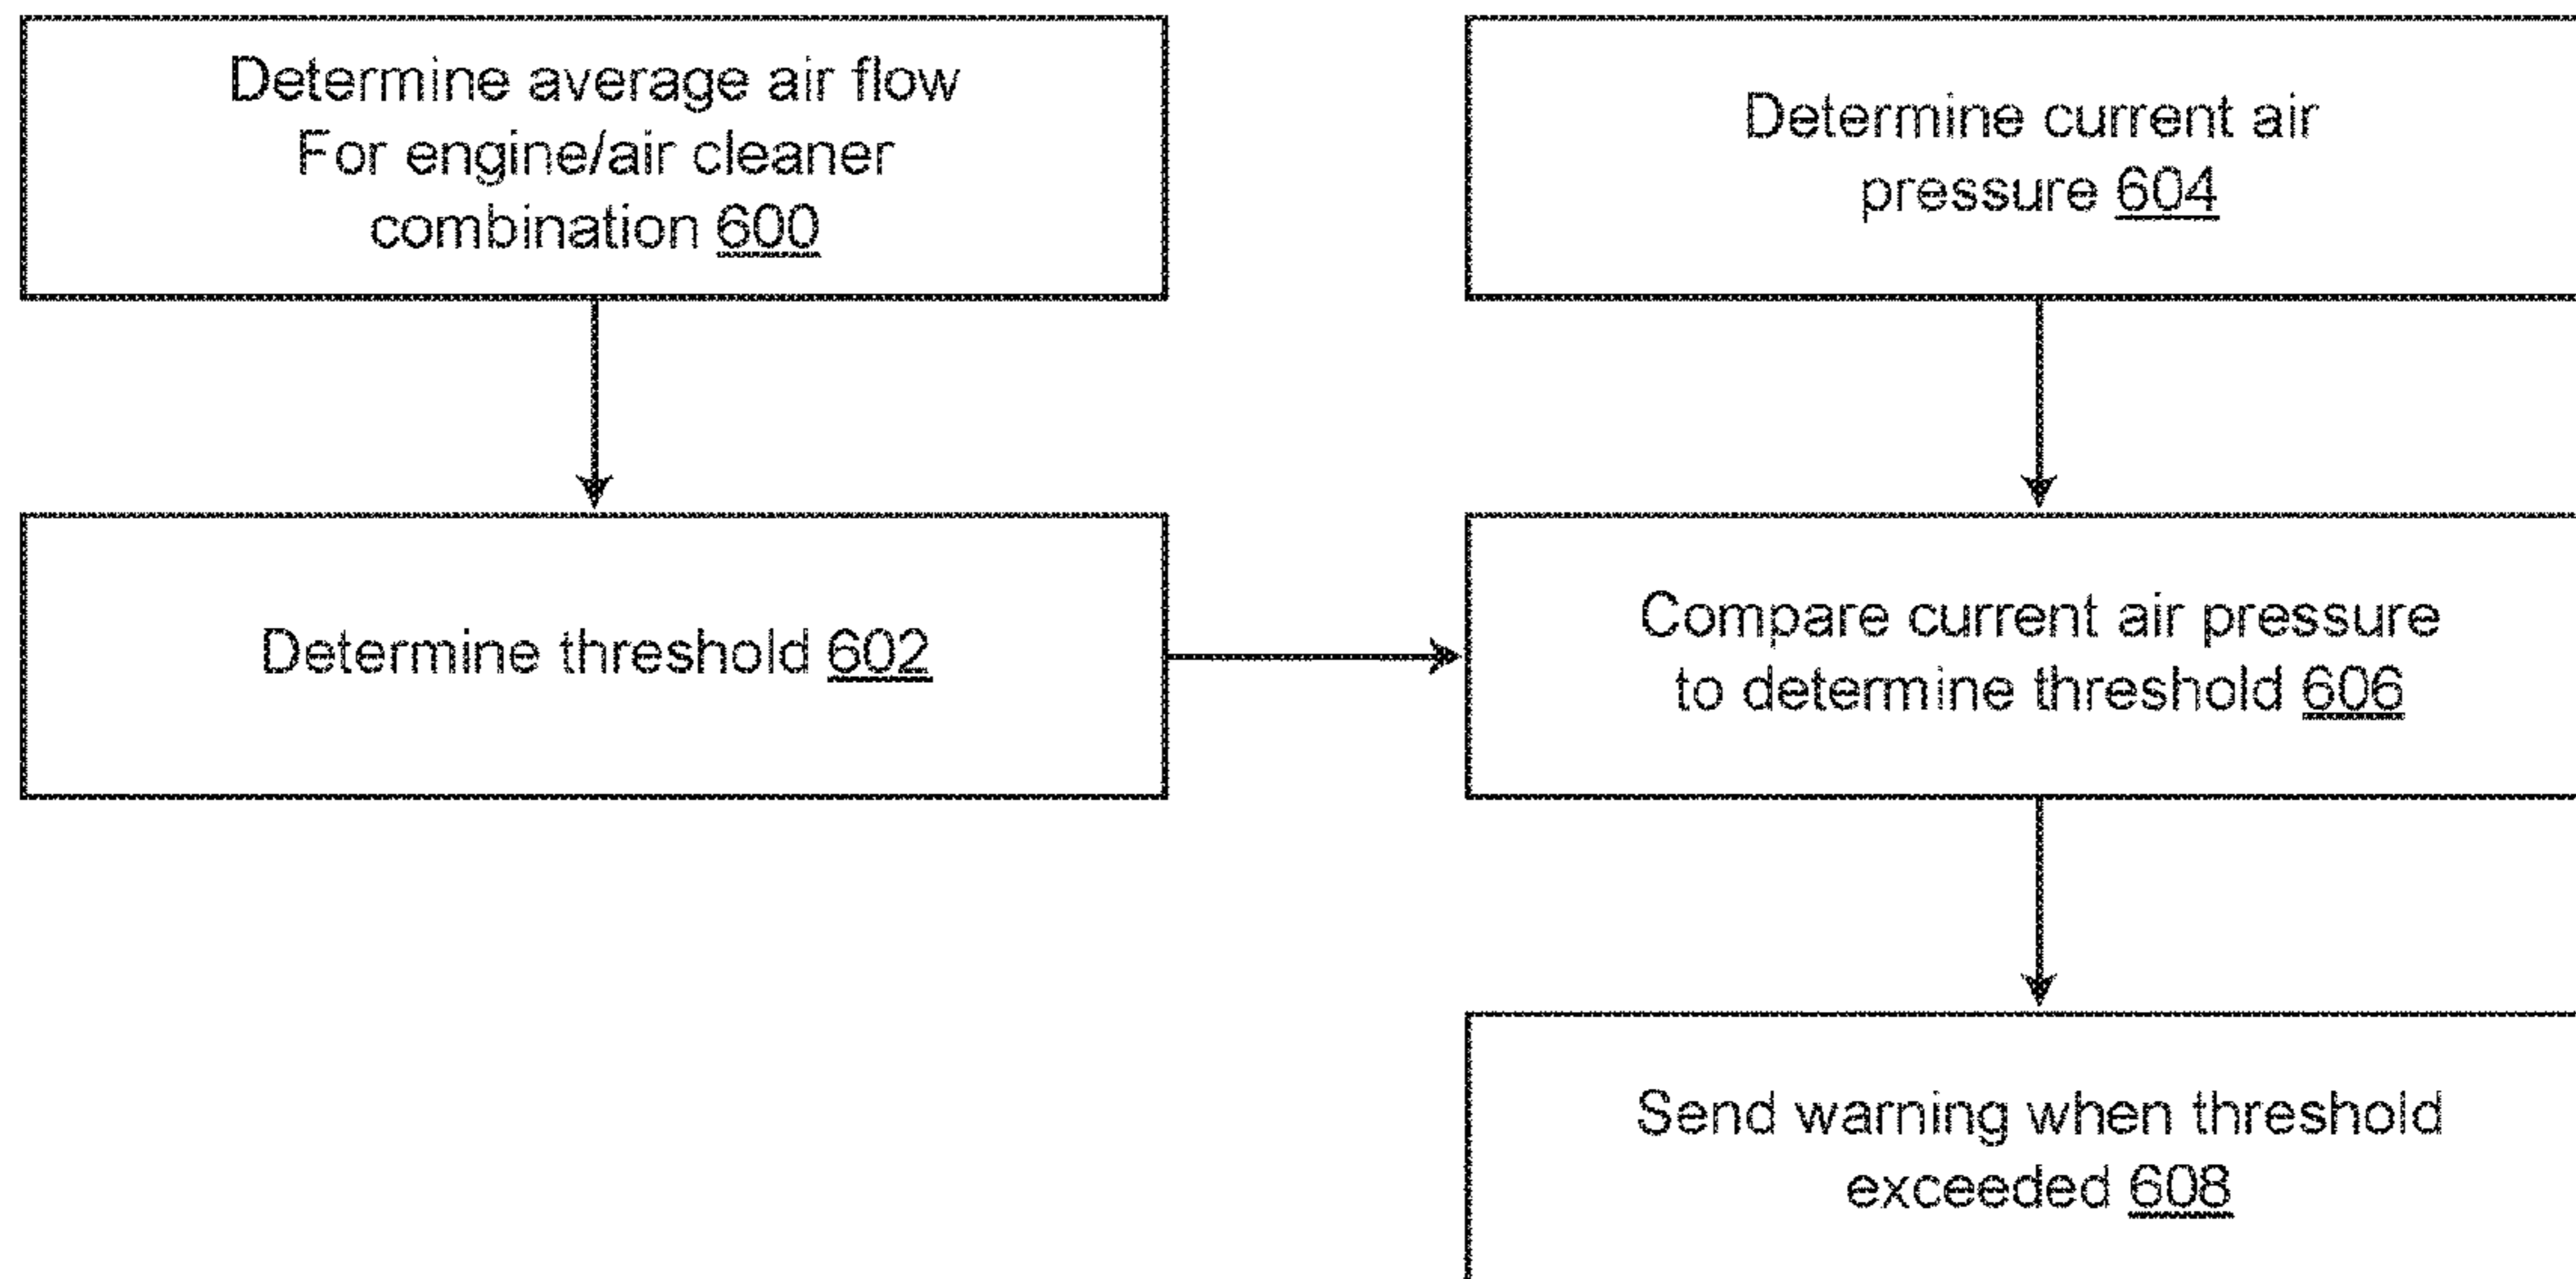 Determine average air flow
For engine/air cleaner
combination 600
Determine current air
pressure 604
Determine threshold 602
Compare current air pressure
to determine threshold 606
Send warning when threshold
exceeded 608